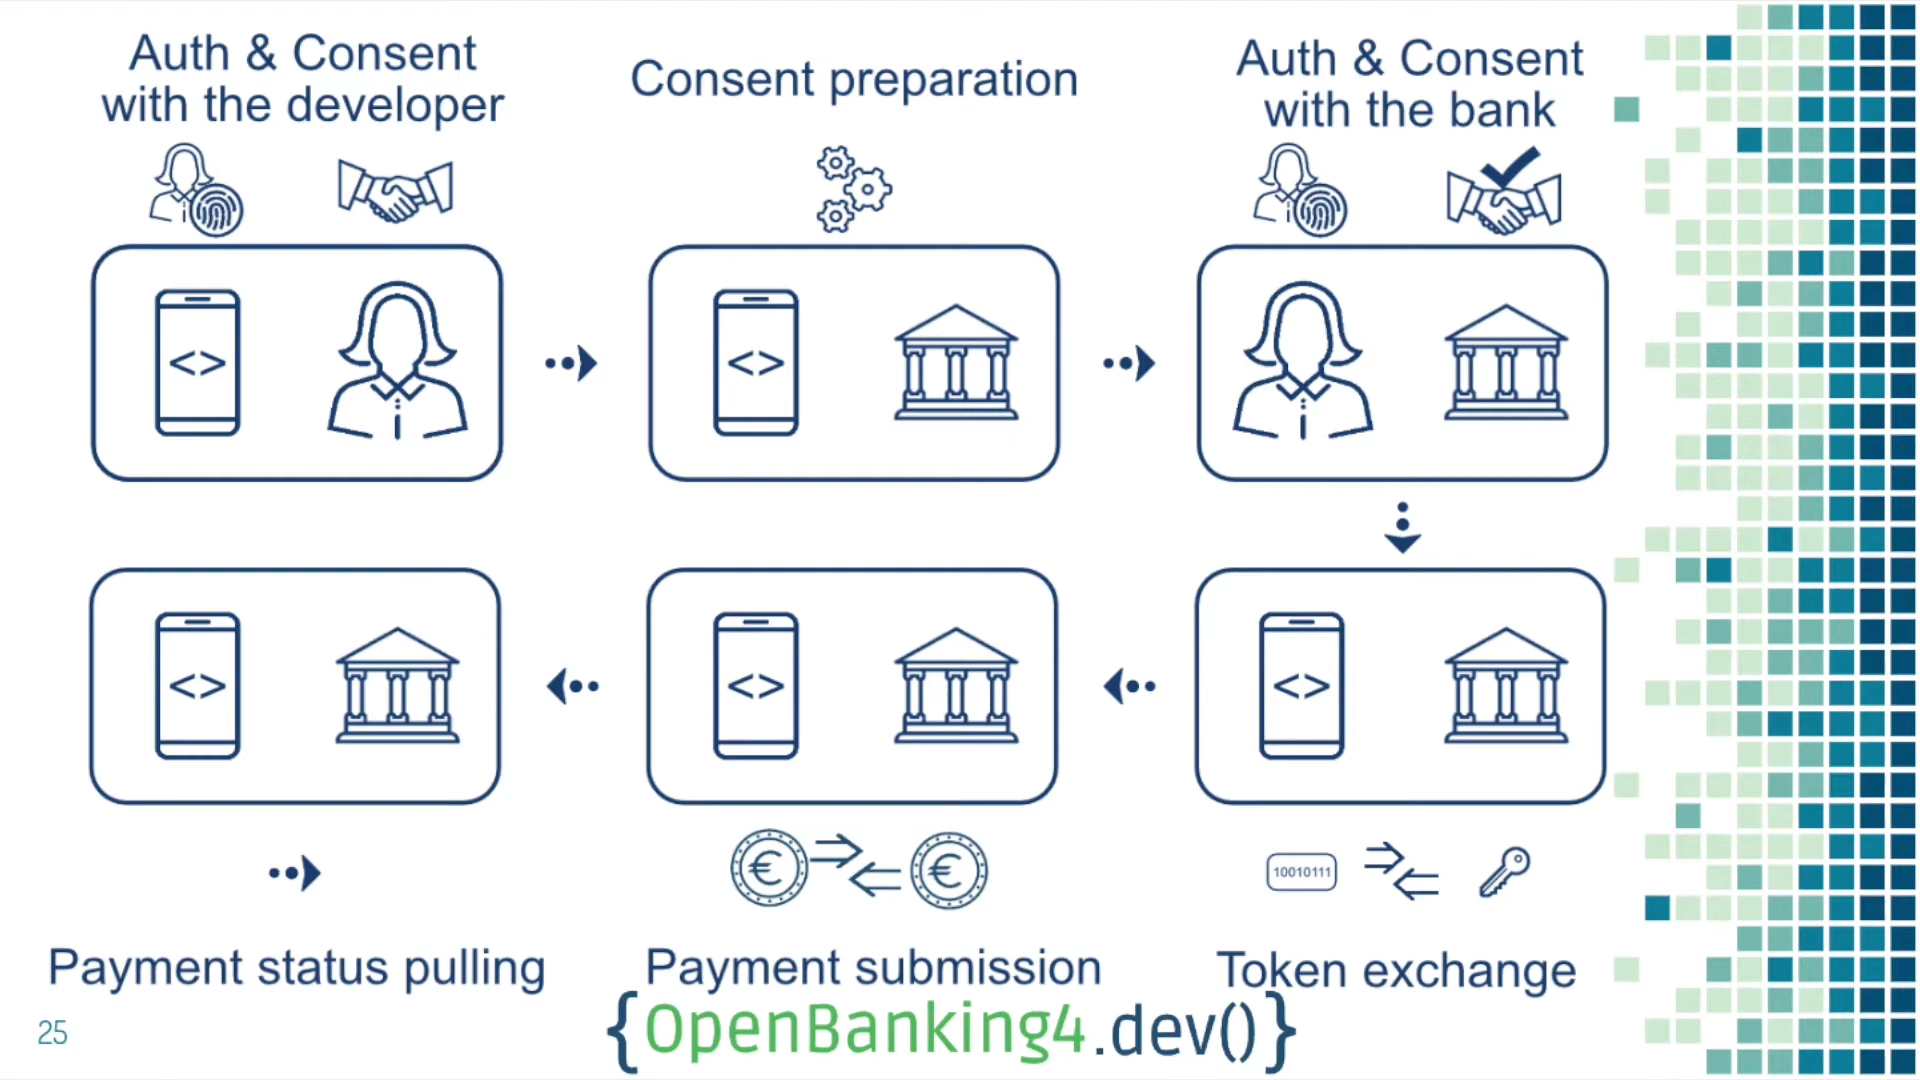 Auth & Consent
with the developer
Consent preparation
Auth & Consent
with the bank
<>
<>
<>
<>
<>
€
€
10010111
Payment status pulling
Payment submission
Token exchange
{OpenBanking4.dev()}
25